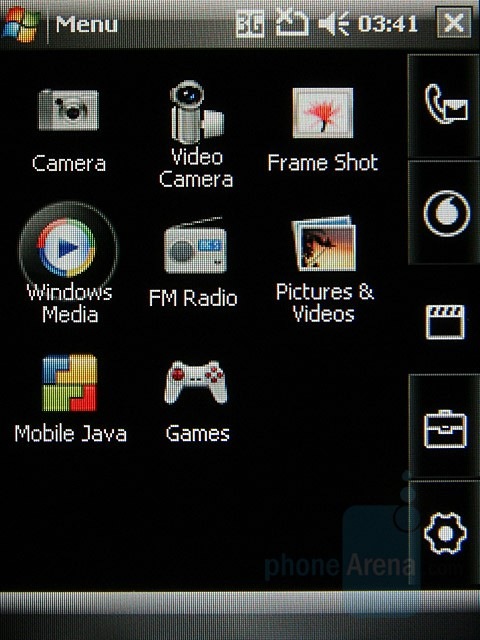 Menu 3G 03:41
Camera
Video
Camera
Frame Shot
Windows
Media
FM Radio
Pictures &
Videos
Mobile Java
Games
phoneArena.com